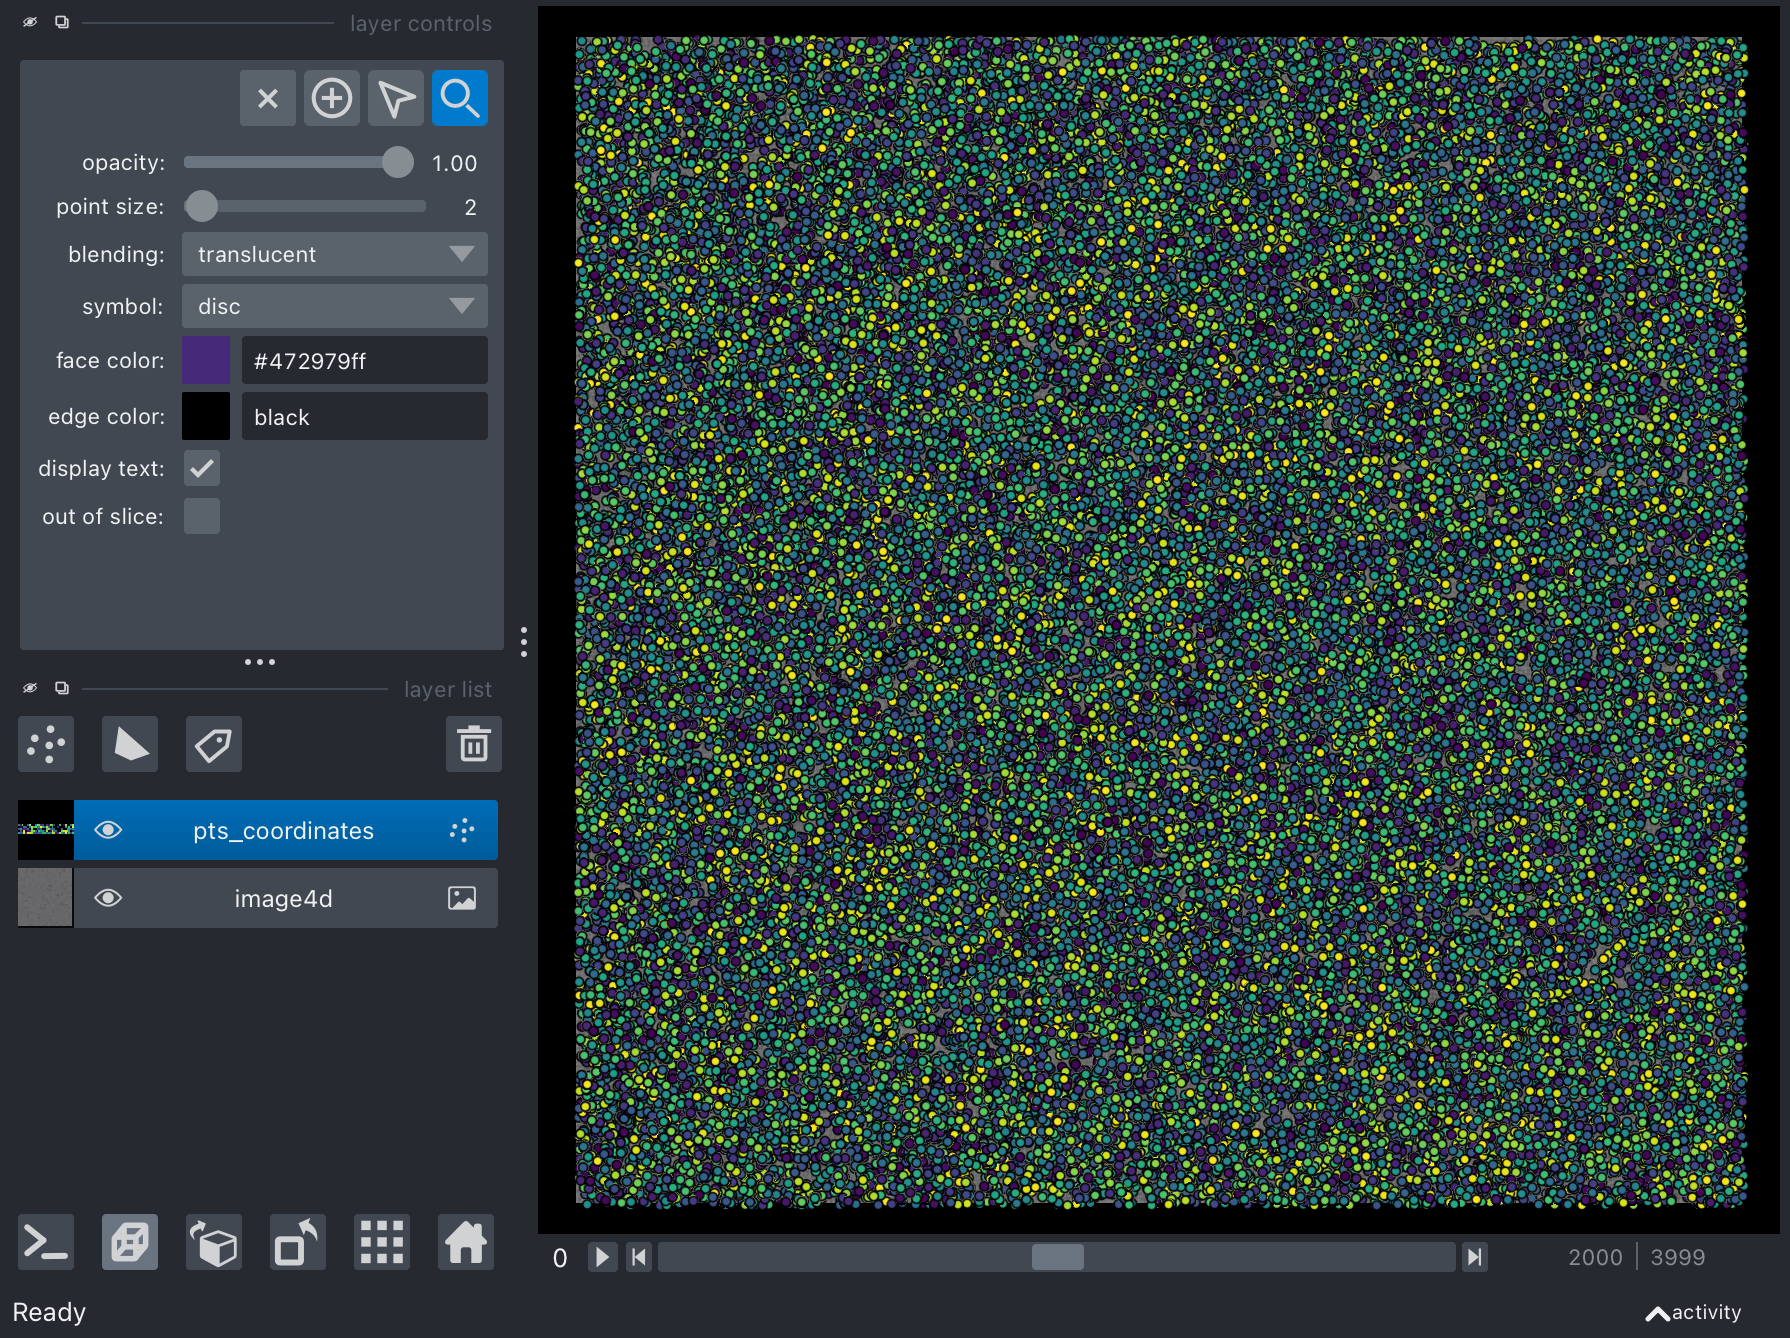 layer controls
opacity: 1.00
point size: 2
blending: translucent
symbol: disc
face color: #472979ff
edge color: black
display text:
out of slice:
layer list
pts_coordinates
image4d
0 2000 3999
Ready activity